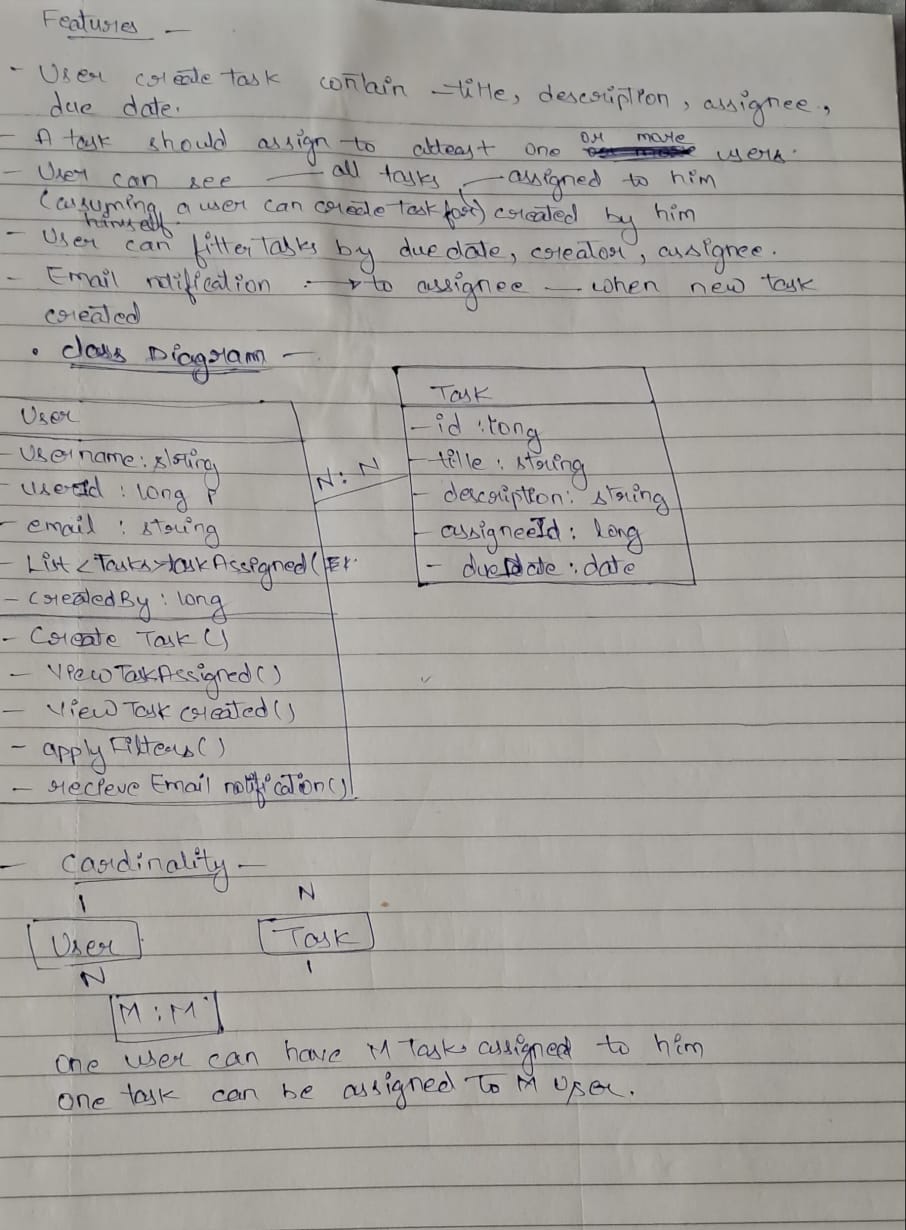 Features -
- User create task contain - title, description, assignee,
due date.
- A task should assign to atleast one or more users.
- User can see - all tasks - assigned to him
(assuming a user can create task for) created by him
himself
- User can filter Tasks by due date, creator, assignee.
- Email notification : → to assignee - when new task
created
• Class Diagram -
Task
- id : long
- title : string
- description : string
- assigneeId : long
- due Date : date
User
- Username : string
- userId : long
- email : string
- List <Tasks> taskAssigned (
- CreatedBy : long
- Create Task ()
- View TaskAssigned ()
- View Task created ()
- apply Filters ()
- recieve Email notification ()
N : N
- Cardinality -
1 N
User Task
N 1
M : M
one user can have M Tasks assigned to him
one task can be assigned To M User.